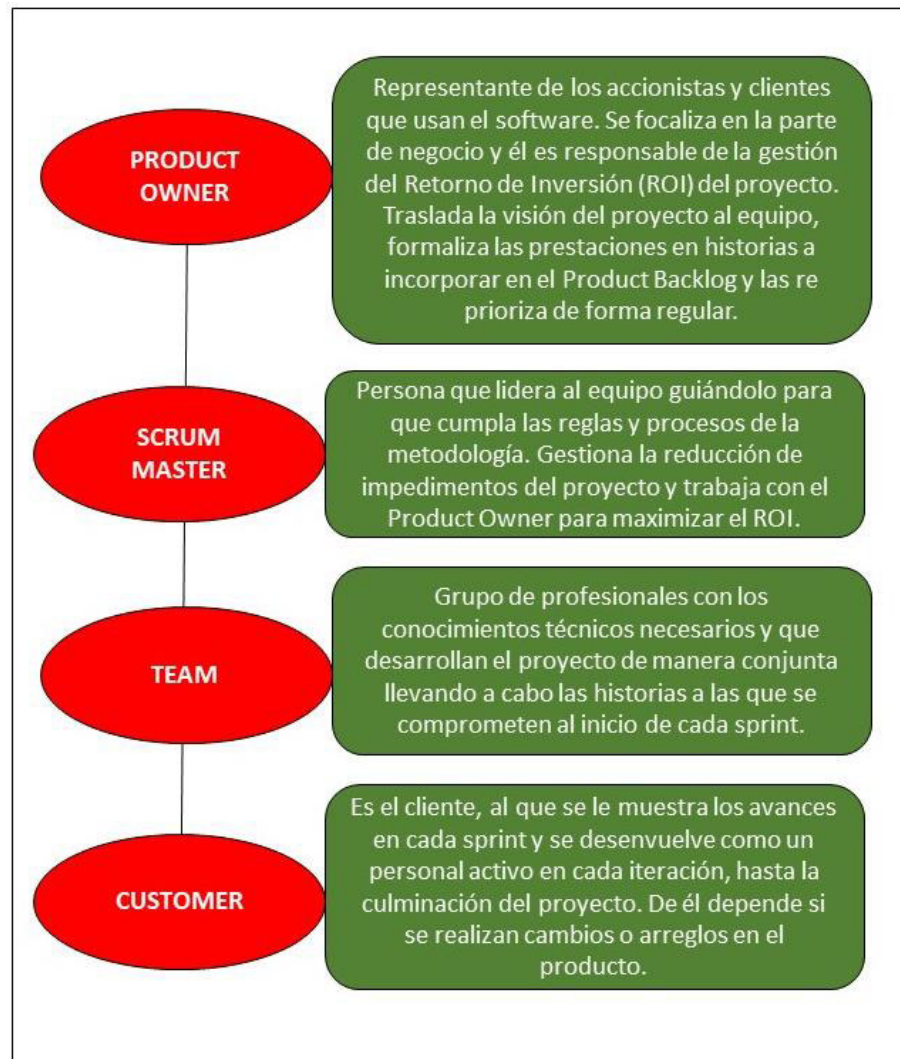 PRODUCT
OWNER
Representante de los accionistas y clientes
que usan el software. Se focaliza en la parte
de negocio y él es responsable de la gestión
del Retorno de Inversión (ROI) del proyecto.
Traslada la visión del proyecto al equipo,
formaliza las prestaciones en historias a
incorporar en el Product Backlog y las re
prioriza de forma regular.
SCRUM
MASTER
Persona que lidera al equipo guiándolo para
que cumpla las reglas y procesos de la
metodología. Gestiona la reducción de
impedimentos del proyecto y trabaja con el
Product Owner para maximizar el ROI.
TEAM
Grupo de profesionales con los
conocimientos técnicos necesarios y que
desarrollan el proyecto de manera conjunta
llevando a cabo las historias a las que se
comprometen al inicio de cada sprint.
CUSTOMER
Es el cliente, al que se le muestra los avances
en cada sprint y se desenvuelve como un
personal activo en cada iteración, hasta la
culminación del proyecto. De él depende si
se realizan cambios o arreglos en el
producto.